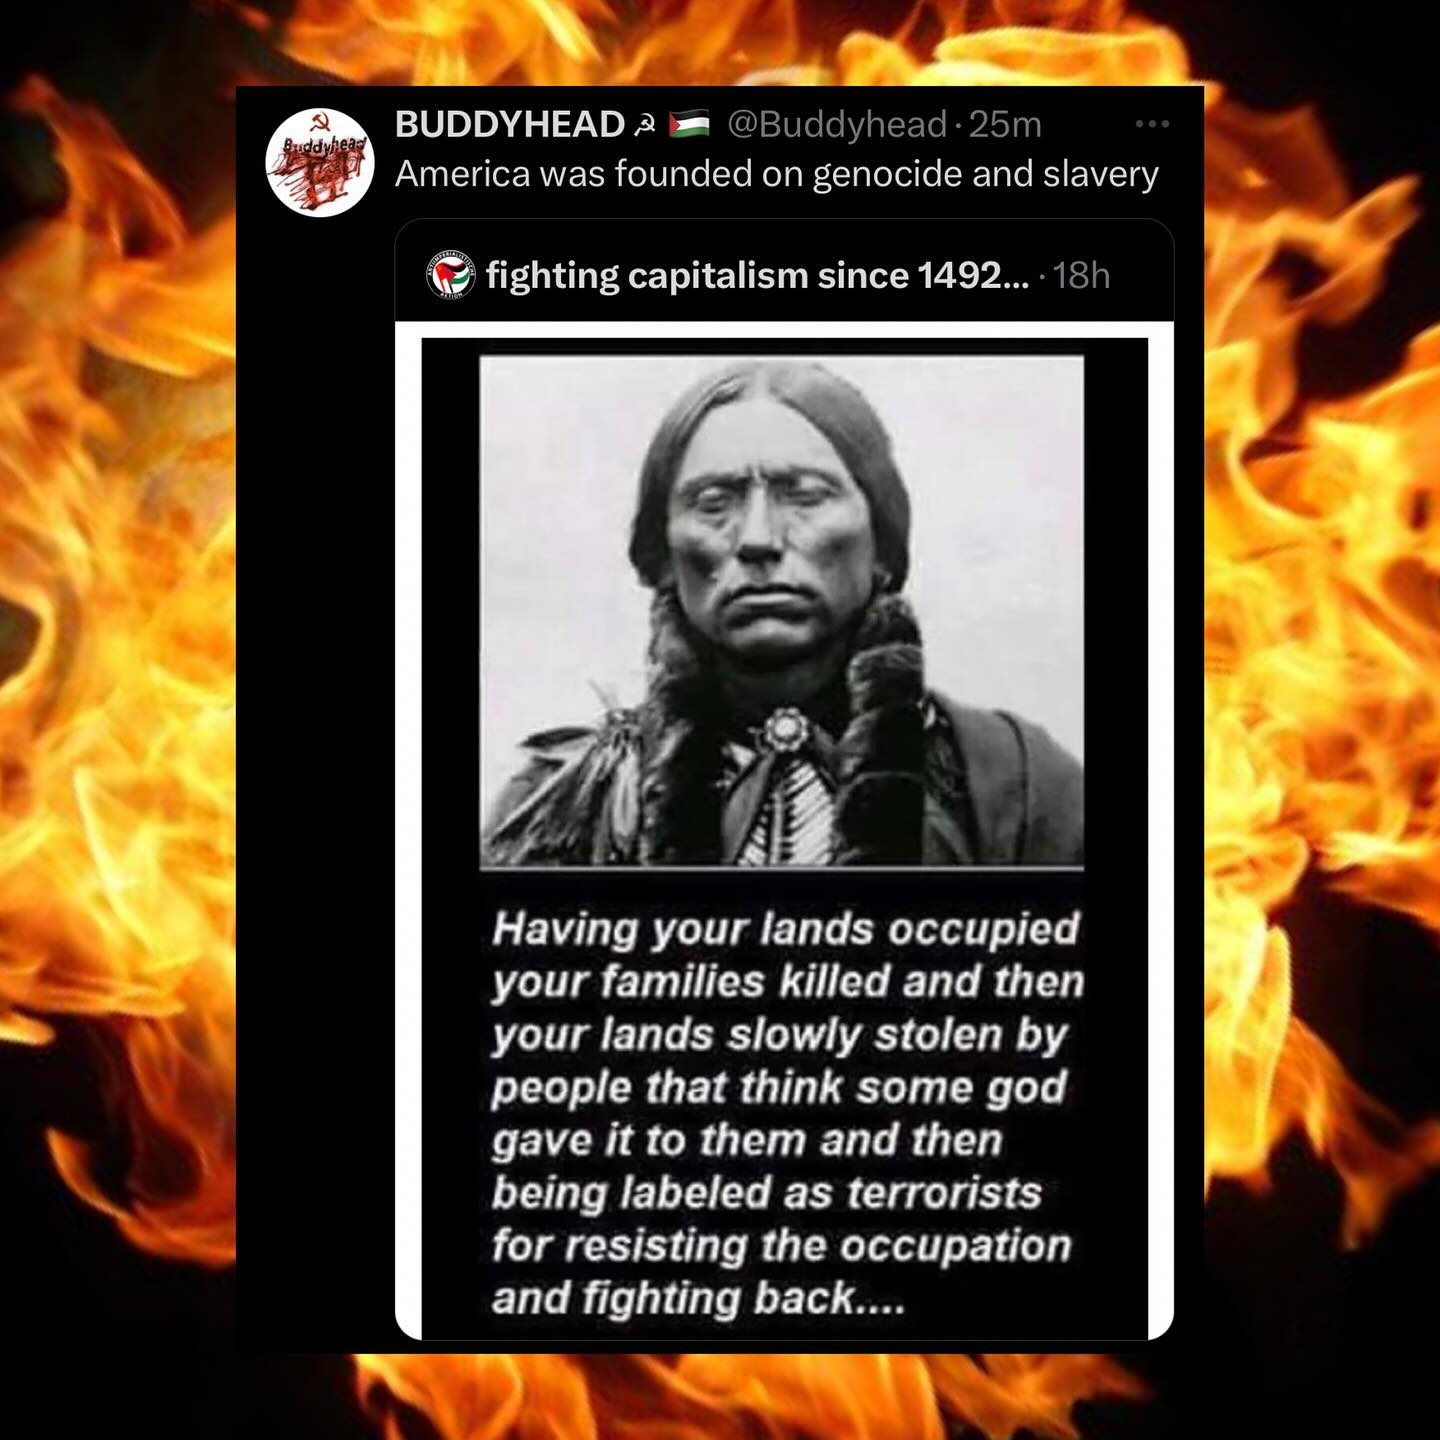 Buddyhead
BUDDYHEAD☭🇵🇸 @Buddyhead · 25m
America was founded on genocide and slavery
fighting capitalism since 1492... · 18h
Having your lands occupied
your families killed and then
your lands slowly stolen by
people that think some god
gave it to them and then
being labeled as terrorists
for resisting the occupation
and fighting back....